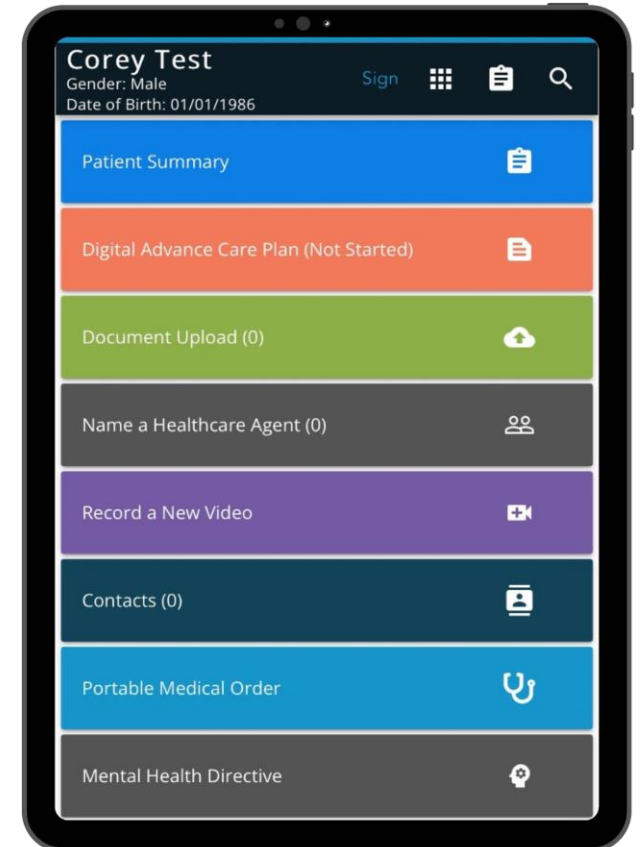 Corey Test
Gender: Male
Date of Birth: 01/01/1986
Sign
Patient Summary
Digital Advance Care Plan (Not Started)
Document Upload (0)
Name a Healthcare Agent (0)
Record a New Video
Contacts (0)
Portable Medical Order
Mental Health Directive